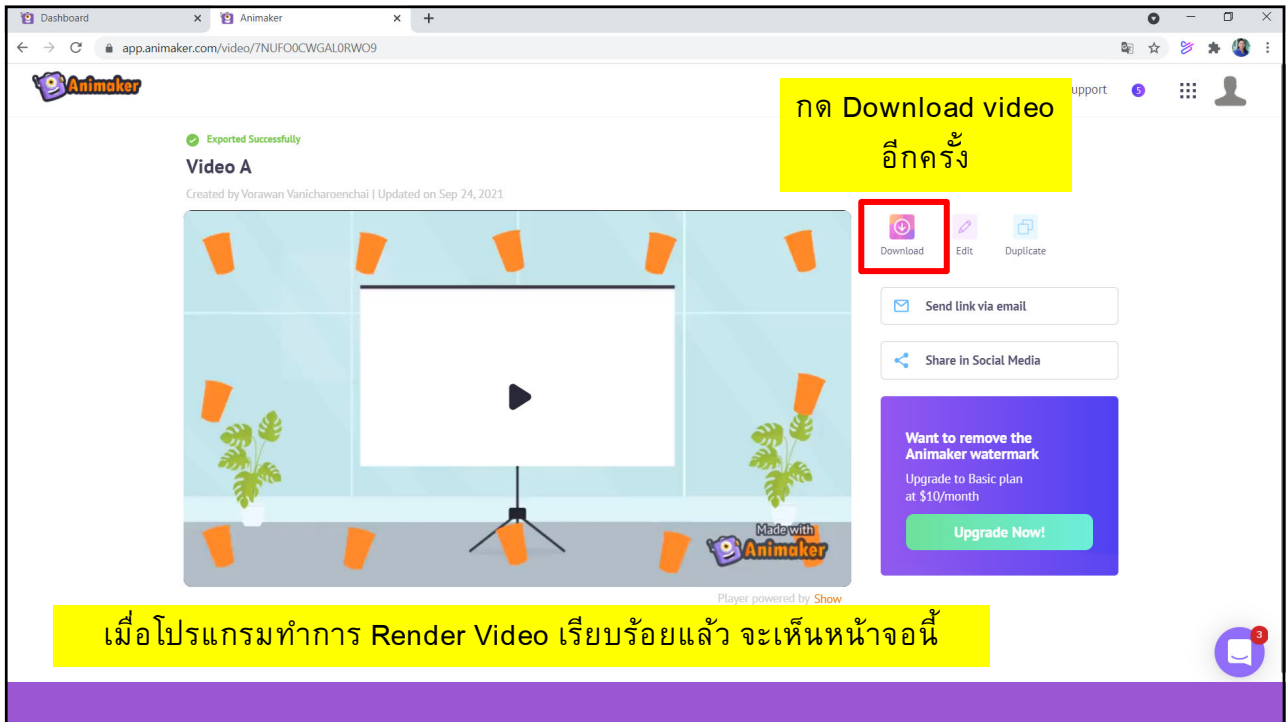 Dashboard
Animaker
app.animaker.com/video/7NUFO0CWGAL0RWO9
Animaker
upport
5
กด Download video
อีกครั้ง
Exported Successfully
Video A
Created by Vorawan Vanicharoenchai | Updated on Sep 24, 2021
Download
Edit
Duplicate
Send link via email
Share in Social Media
Want to remove the
Animaker watermark
Upgrade to Basic plan
at $10/month
Upgrade Now!
Made with
Animaker
Player powered by Show
เมื่อโปรแกรมทำการ Render Video เรียบร้อยแล้ว จะเห็นหน้าจอนี้
3